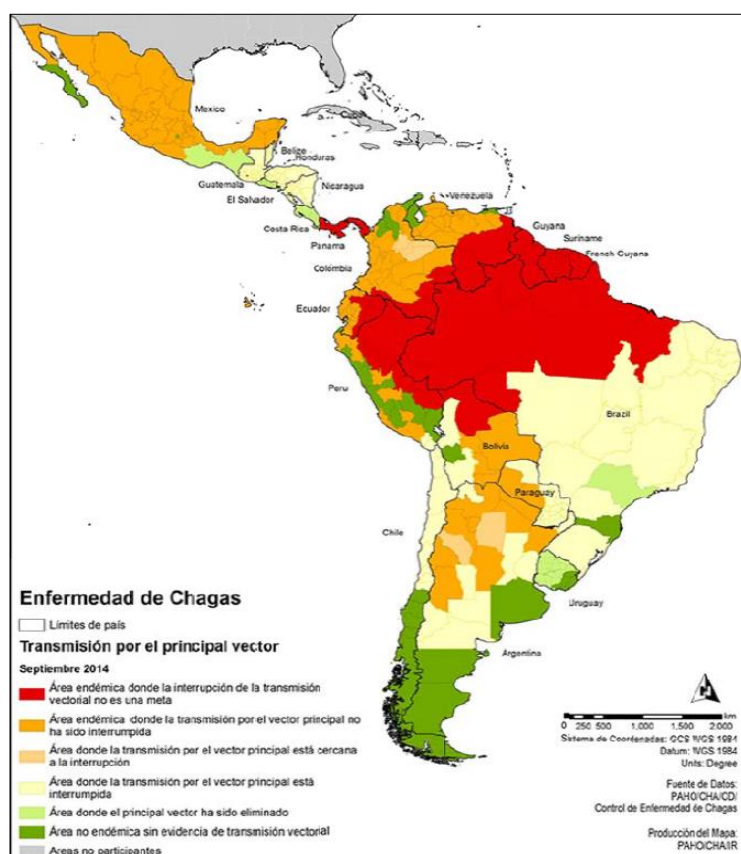 Mexico
Cuba
Belize
Honduras
Guatemala
Nicaragua
El Salvador
Costa Rica
Panama
Venezuela
Guyana
Suriname
French Guyana
Colombia
Ecuador
Peru
Brazil
Bolivia
Paraguay
Chile
Uruguay
Argentina
Enfermedad de Chagas
Límites de país
Transmisión por el principal vector
Septiembre 2014
Área endémica donde la interrupción de la transmisión
vectorial no es una meta
Área endémica donde la transmisión por el vector principal no
ha sido interrumpida
Área donde la transmisión por el vector principal está cercana
a la interrupción
Área donde la transmisión por el vector principal está
interrumpida
Área donde el principal vector ha sido eliminado
Área no endémica sin evidencia de transmisión vectorial
Areas no participantes
0 250 500 1,000 1,500 2,000 km
Sistema de Coordenadas: GCS WGS 1984
Datum: WGS 1984
Units: Degree
Fuente de Datos:
PAHO/CHA/CD/
Control de Enfermedad de Chagas
Producción del Mapa:
PAHO/CHA/IR